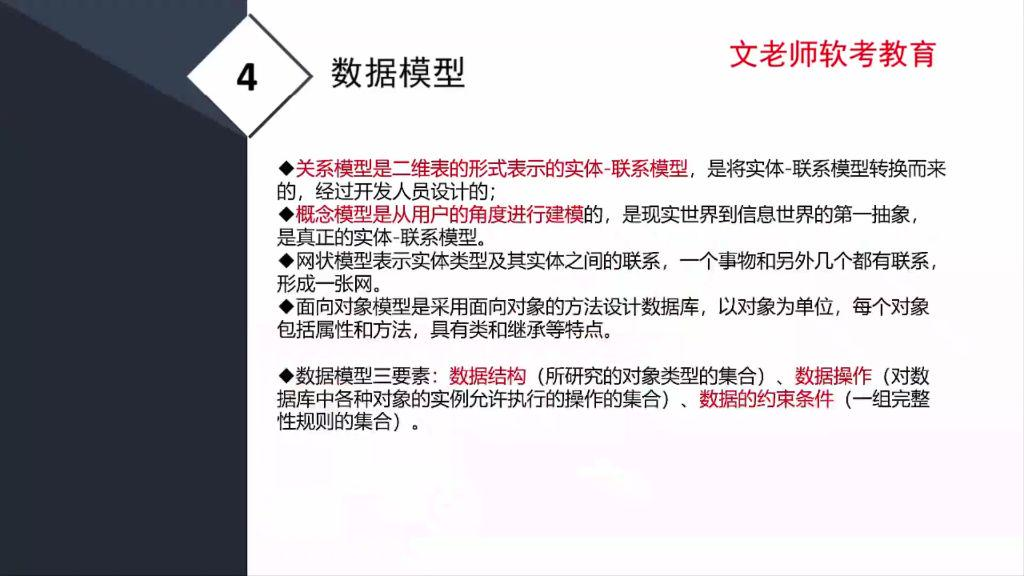 4
数据模型
文老师软考教育
◆关系模型是二维表的形式表示的实体-联系模型，是将实体-联系模型转换而来
的，经过开发人员设计的；
◆概念模型是从用户的角度进行建模的，是现实世界到信息世界的第一抽象，
是真正的实体-联系模型。
◆网状模型表示实体类型及其实体之间的联系，一个事物和另外几个都有联系，
形成一张网。
◆面向对象模型是采用面向对象的方法设计数据库，以对象为单位，每个对象
包括属性和方法，具有类和继承等特点。
◆数据模型三要素：数据结构（所研究的对象类型的集合）、数据操作（对数
据库中各种对象的实例允许执行的操作的集合）、数据的约束条件（一组完整
性规则的集合）。